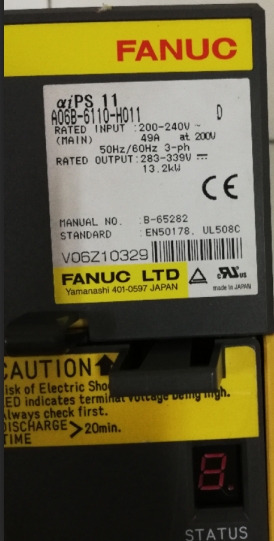 FANUC
αiPS 11
A06B-6110-H011 D
RATED INPUT :200-240V ~
(MAIN) 49A at 200V
50Hz/60Hz 3-ph
RATED OUTPUT:283-339V ⎓
13.2kW
CE
MANUAL NO. :B-65282
STANDARD :EN50178, UL508C
V06Z10329
FANUC LTD
Yamanashi 401-0597 JAPAN
made in JAPAN
CAUTION
isk of Electric Shoc
ED indicates terminal voltage being high.
lways check first.
DISCHARGE > 20min.
TIME
8.
STATUS